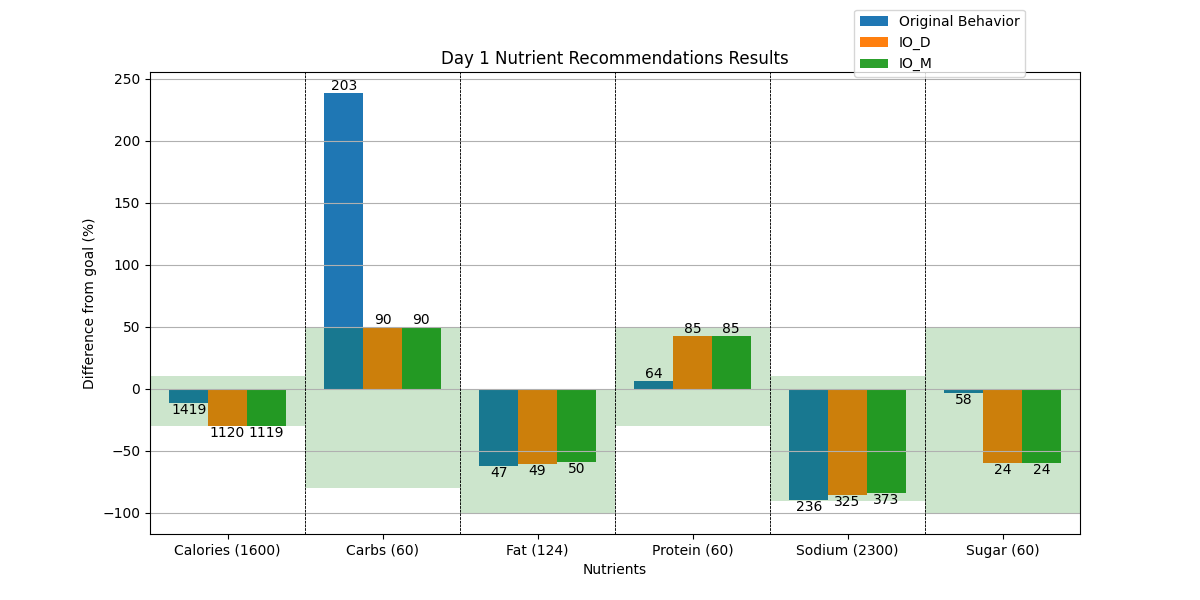 Original Behavior
IO_D
IO_M
Day 1 Nutrient Recommendations Results
250
200
150
100
50
0
−50
−100
Difference from goal (%)
1419
1120
1119
203
90
90
47
49
50
64
85
85
236
325
373
58
24
24
Calories (1600)
Carbs (60)
Fat (124)
Protein (60)
Sodium (2300)
Sugar (60)
Nutrients